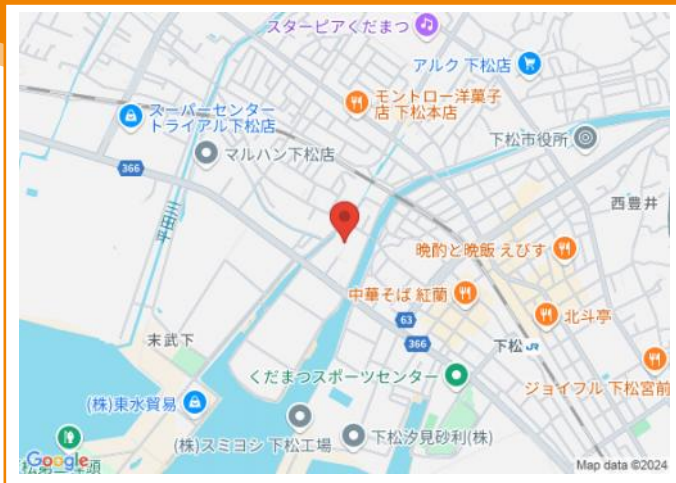 スターピアくだまつ
アルク 下松店
モントロー洋菓子
店 下松本店
スーパーセンター
トライアル下松店
下松市役所
マルハン下松店
366
西豊井
三田平
晩酌と晩飯 えびす
中華そば 紅蘭
北斗亭
63
366
下松 JR
末武下
くだまつスポーツセンター
ジョイフル 下松宮前
(株)東水貿易
(株)スミヨシ 下松工場
下松汐見砂利(株)
Google
Map data ©2024